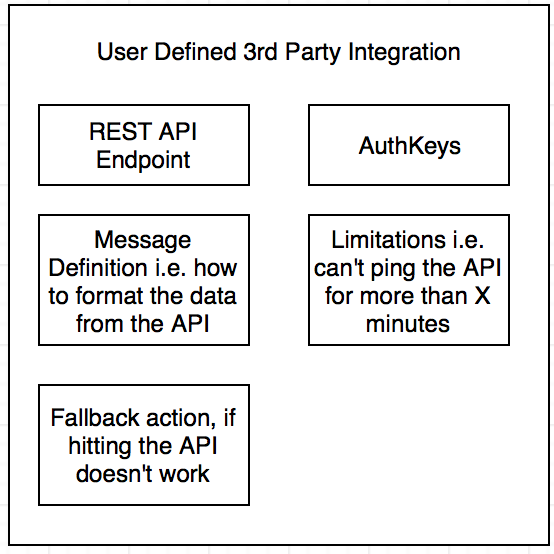 User Defined 3rd Party Integration
REST API
Endpoint
AuthKeys
Message
Definition i.e. how
to format the data
from the API
Limitations i.e.
can't ping the API
for more than X
minutes
Fallback action, if
hitting the API
doesn't work